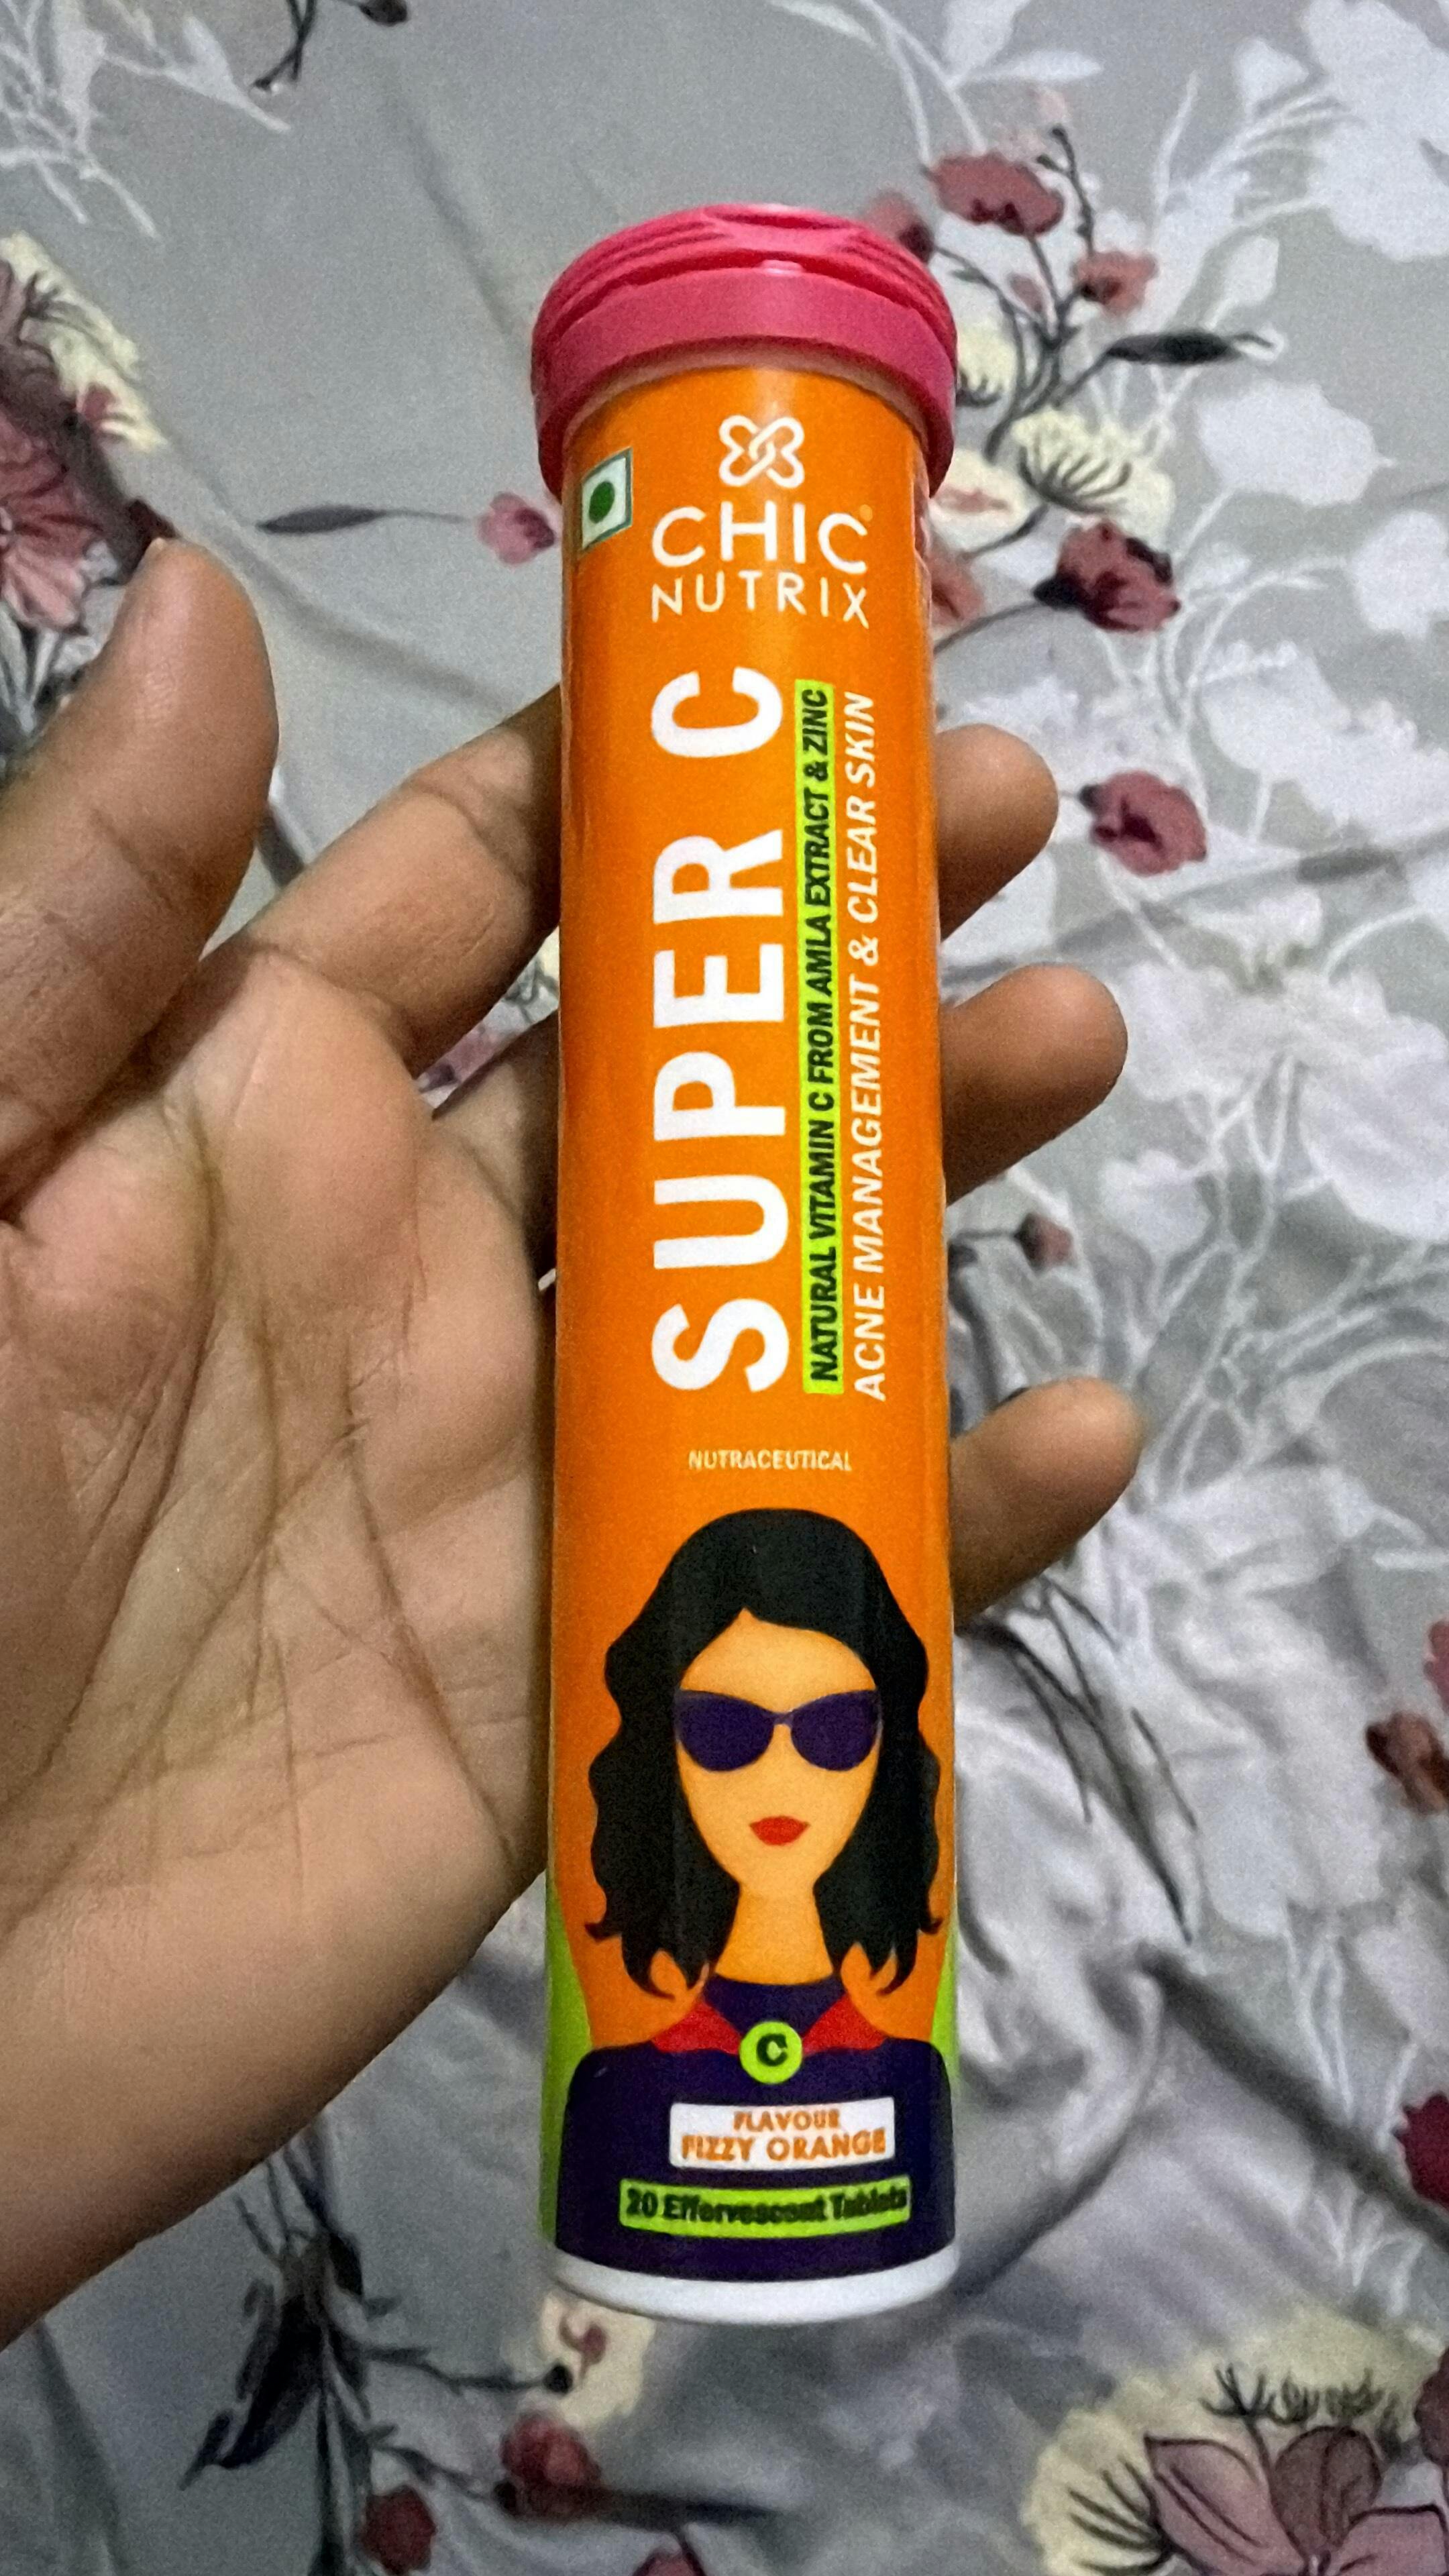 CHIC
NUTRIX
SUPER C
NATURAL VITAMIN C FROM AMLA EXTRACT & ZINC
ACNE MANAGEMENT & CLEAR SKIN
NUTRACEUTICAL
C
FLAVOUR
FIZZY ORANGE
20 Effervescent Tablets